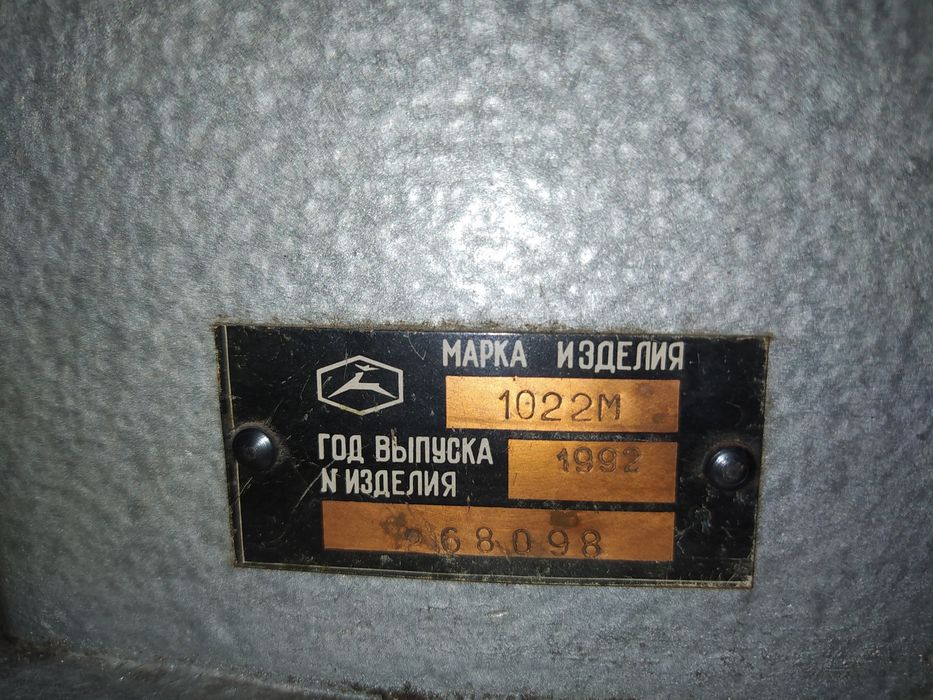 МАРКА ИЗДЕЛИЯ
1022М
ГОД ВЫПУСКА
1992
N ИЗДЕЛИЯ
268098